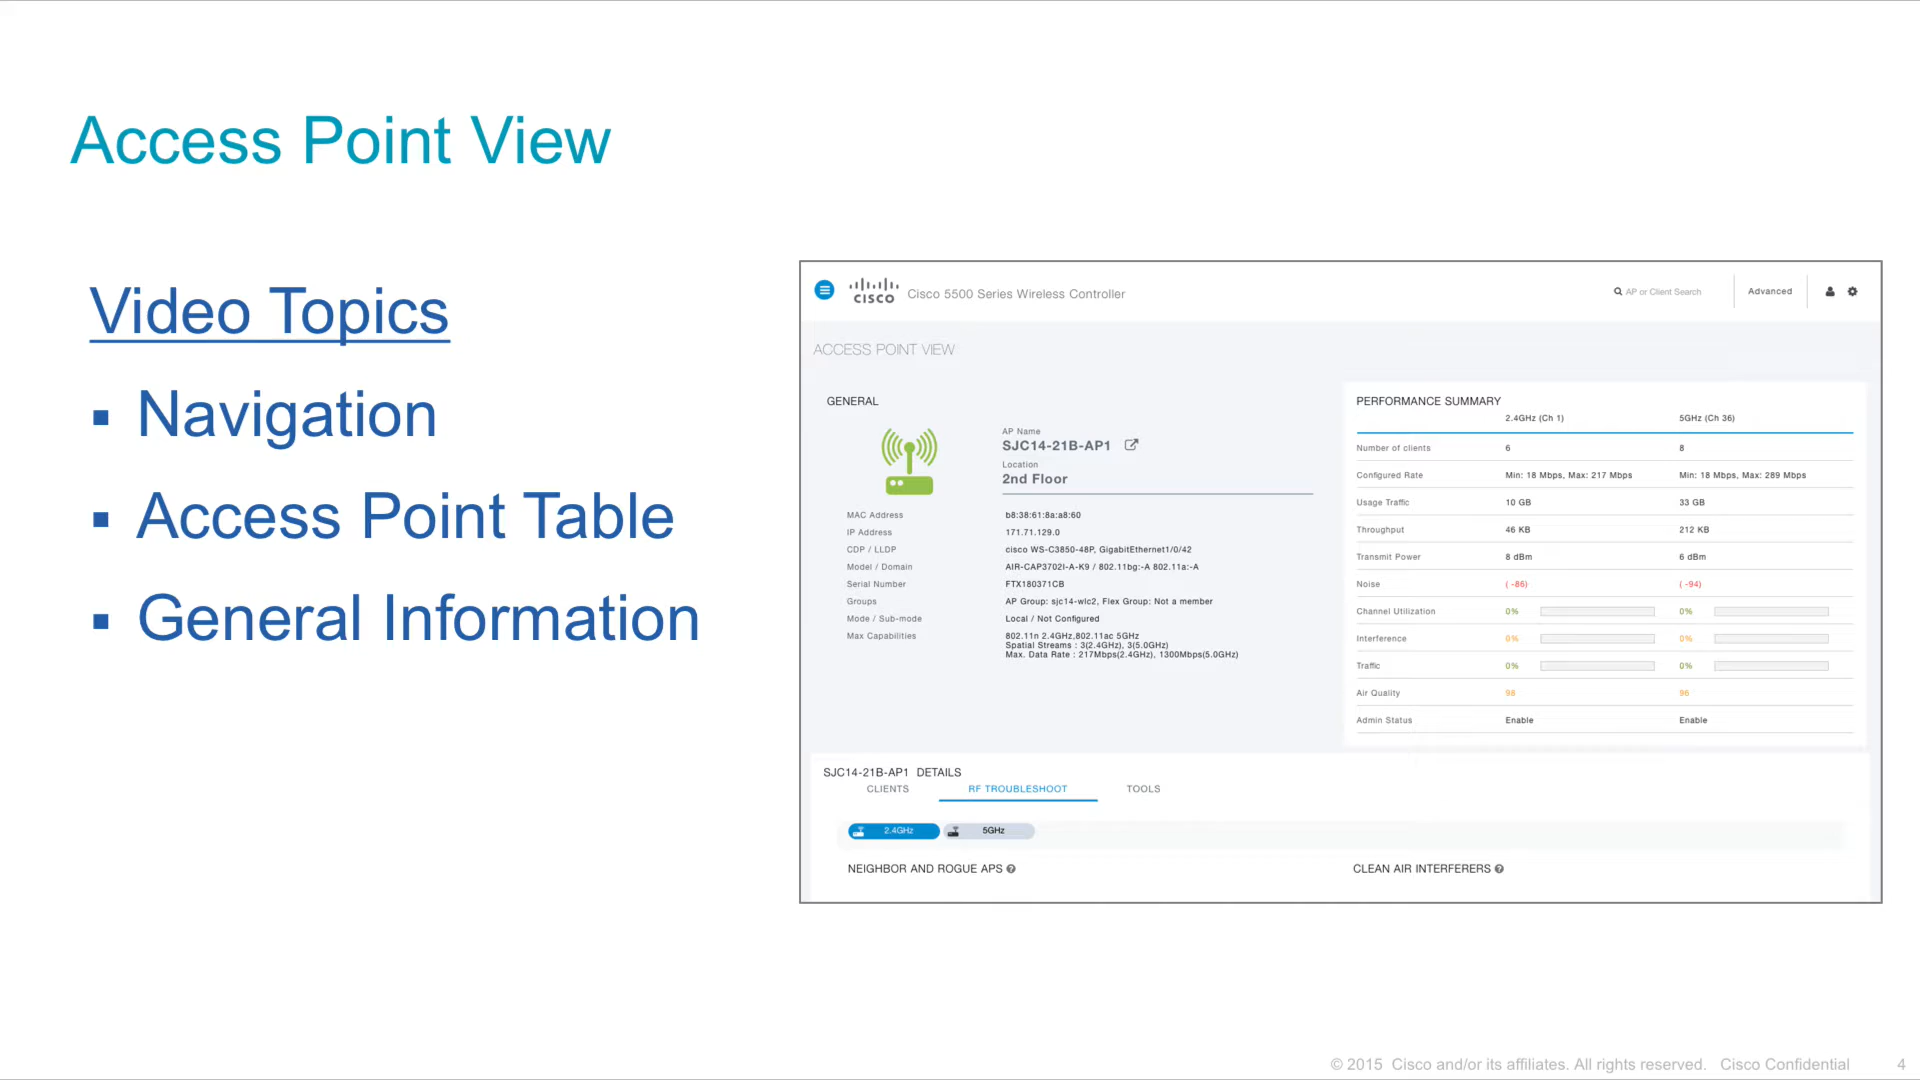 Access Point View
Video Topics
▪ Navigation
▪ Access Point Table
▪ General Information
CISCO Cisco 5500 Series Wireless Controller
AP or Client Search
Advanced
ACCESS POINT VIEW
GENERAL
AP Name
SJC14-21B-AP1
Location
2nd Floor
MAC Address b8:38:61:8a:a8:60
IP Address 171.71.129.0
CDP / LLDP cisco WS-C3850-48P, GigabitEthernet1/0/42
Model / Domain AIR-CAP3702I-A-K9 / 802.11bg:-A 802.11a:-A
Serial Number FTX180371CB
Groups AP Group: sjc14-wlc2, Flex Group: Not a member
Mode / Sub-mode Local / Not Configured
Max Capabilities 802.11n 2.4GHz,802.11ac 5GHz
Spatial Streams : 3(2.4GHz), 3(5.0GHz)
Max. Data Rate : 217Mbps(2.4GHz), 1300Mbps(5.0GHz)
PERFORMANCE SUMMARY
2.4GHz (Ch 1) 5GHz (Ch 36)
Number of clients 6 8
Configured Rate Min: 18 Mbps, Max: 217 Mbps Min: 18 Mbps, Max: 289 Mbps
Usage Traffic 10 GB 33 GB
Throughput 46 KB 212 KB
Transmit Power 8 dBm 6 dBm
Noise ( -86) ( -94)
Channel Utilization 0% 0%
Interference 0% 0%
Traffic 0% 0%
Air Quality 98 96
Admin Status Enable Enable
SJC14-21B-AP1 DETAILS
CLIENTS RF TROUBLESHOOT TOOLS
2.4GHz 5GHz
NEIGHBOR AND ROGUE APS CLEAN AIR INTERFERERS
© 2015 Cisco and/or its affiliates. All rights reserved. Cisco Confidential 4